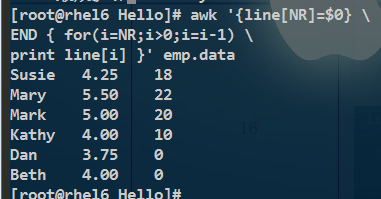 [root@rhel6 Hello]# awk '{line[NR]=$0} \
END { for(i=NR;i>0;i=i-1) \
print line[i] }' emp.data
Susie   4.25    18
Mary    5.50    22
Mark    5.00    20
Kathy   4.00    10
Dan     3.75    0
Beth    4.00    0
[root@rhel6 Hello]#